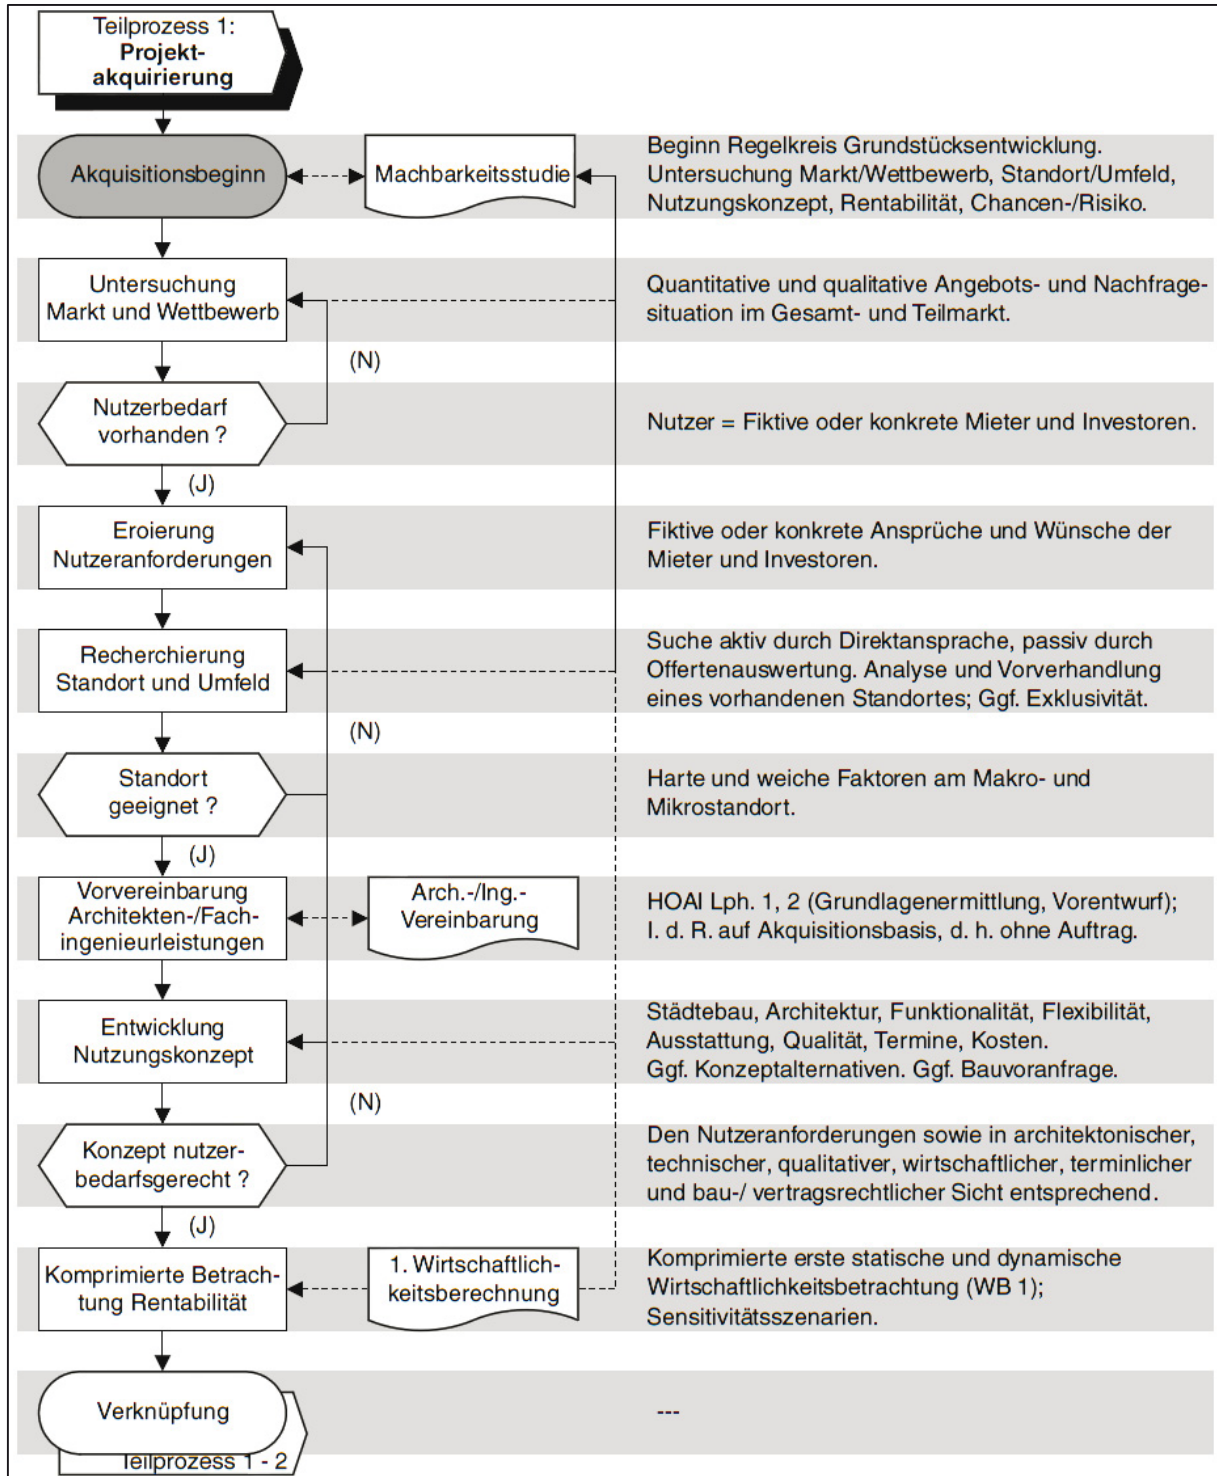 Teilprozess 1:
Projekt-
akquirierung
Akquisitionsbeginn
Machbarkeitsstudie
Beginn Regelkreis Grundstücksentwicklung.
Untersuchung Markt/Wettbewerb, Standort/Umfeld,
Nutzungskonzept, Rentabilität, Chancen-/Risiko.
Untersuchung
Markt und Wettbewerb
Quantitative und qualitative Angebots- und Nachfrage-
situation im Gesamt- und Teilmarkt.
(N)
Nutzerbedarf
vorhanden ?
Nutzer = Fiktive oder konkrete Mieter und Investoren.
(J)
Eroierung
Nutzeranforderungen
Fiktive oder konkrete Ansprüche und Wünsche der
Mieter und Investoren.
Recherchierung
Standort und Umfeld
Suche aktiv durch Direktansprache, passiv durch
Offertenauswertung. Analyse und Vorverhandlung
eines vorhandenen Standortes; Ggf. Exklusivität.
(N)
Standort
geeignet ?
Harte und weiche Faktoren am Makro- und
Mikrostandort.
(J)
Vorvereinbarung
Architekten-/Fach-
ingenieurleistungen
Arch.-/Ing.-
Vereinbarung
HOAI Lph. 1, 2 (Grundlagenermittlung, Vorentwurf);
I. d. R. auf Akquisitionsbasis, d. h. ohne Auftrag.
Entwicklung
Nutzungskonzept
Städtebau, Architektur, Funktionalität, Flexibilität,
Ausstattung, Qualität, Termine, Kosten.
Ggf. Konzeptalternativen. Ggf. Bauvoranfrage.
(N)
Konzept nutzer-
bedarfsgerecht ?
Den Nutzeranforderungen sowie in architektonischer,
technischer, qualitativer, wirtschaftlicher, terminlicher
und bau-/ vertragsrechtlicher Sicht entsprechend.
(J)
Komprimierte Betrach-
tung Rentabilität
1. Wirtschaftlich-
keitsberechnung
Komprimierte erste statische und dynamische
Wirtschaftlichkeitsbetrachtung (WB 1);
Sensitivitätsszenarien.
Verknüpfung
---
Teilprozess 1 - 2